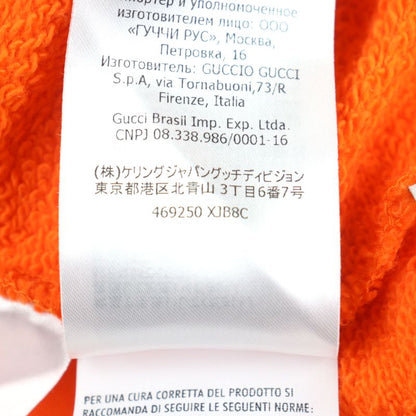 Импортер и уполномоченное
изготовителем лицо: ООО
«ГУЧЧИ РУС», Москва,
Петровка, 16
Изготовитель: GUCCIO GUCCI
S.p.A, via Tornabuoni,73/R
Firenze, Italia
Gucci Brasil Imp. Exp. Ltda.
CNPJ 08.338.986/0001-16
(株)ケリングジャパングッチディビジョン
東京都港区北青山 3丁目6番7号
469250 XJB8C
PER UNA CURA CORRETTA DEL PRODOTTO SI
RACCOMANDA DI SEGUIRE LE SEGUENTI NORME: